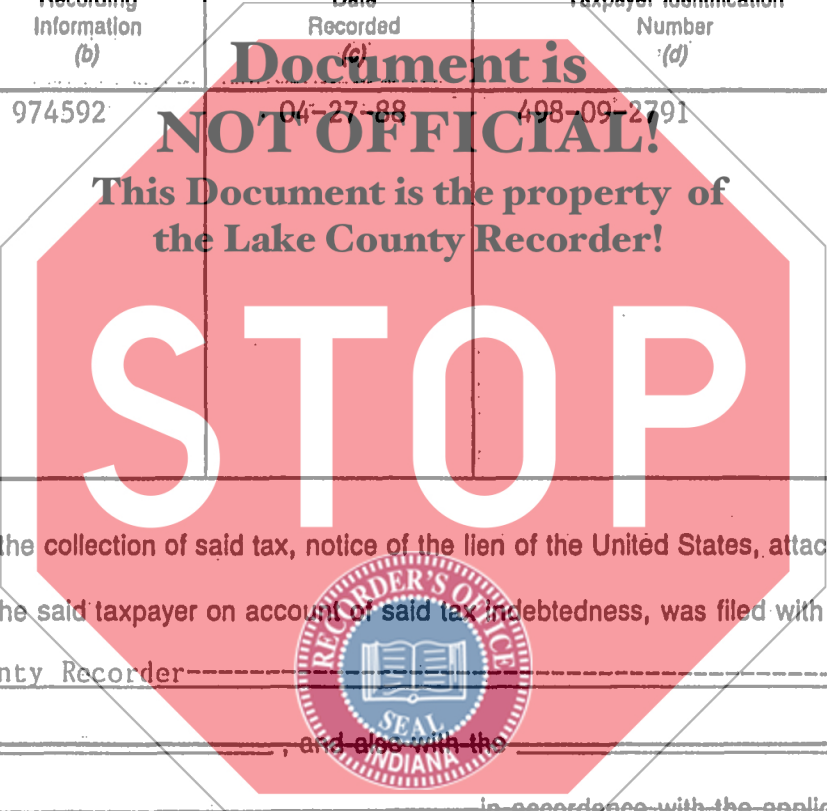 Recording Date Taxpayer Identification
Information Recorded Number
(b) (c) (d)
Document is
974592 04-27-88 498-09-2791
NOT OFFICIAL!
This Document is the property of
the Lake County Recorder!
STOP
the collection of said tax, notice of the lien of the United States, attac
he said taxpayer on account of said tax indebtedness, was filed with
nty Recorder
RECORDER'S OFFICE
SEAL
INDIANA
, and also with the
in accordance with the applic